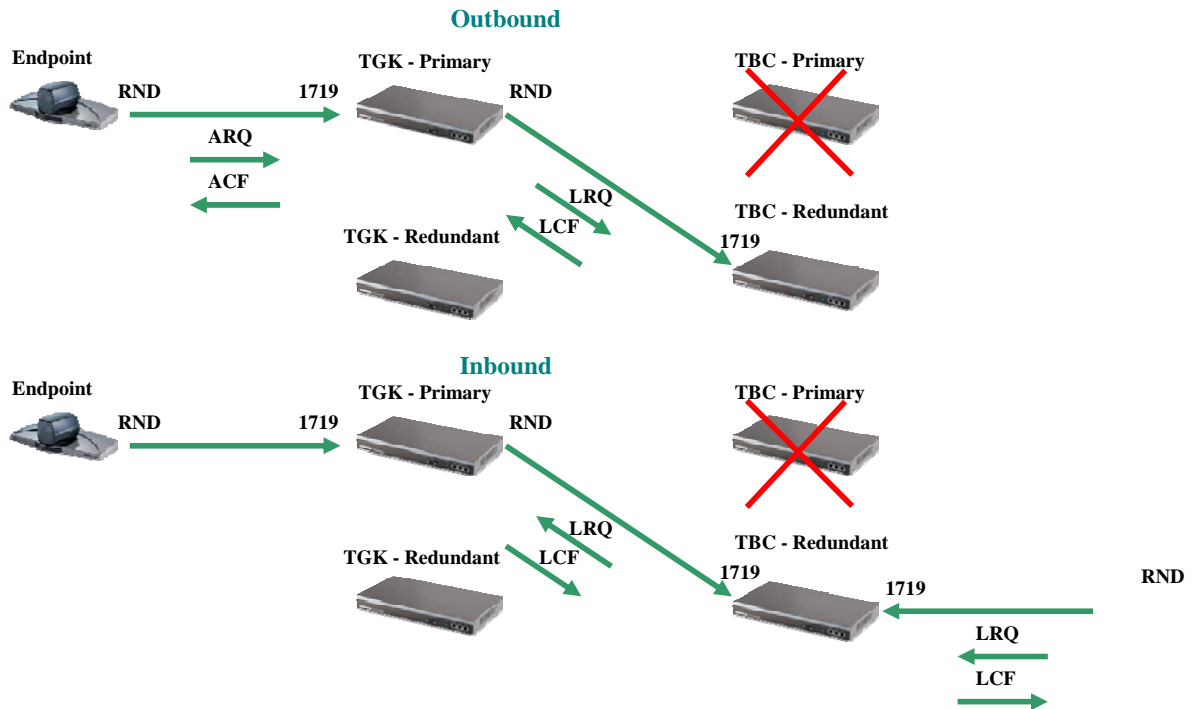 Outbound
Endpoint
TGK - Primary
TBC - Primary
RND
1719
RND
ARQ
ACF
LRQ
LCF
TGK - Redundant
TBC - Redundant
1719
Inbound
Endpoint
TGK - Primary
TBC - Primary
RND
1719
RND
LRQ
LCF
TGK - Redundant
TBC - Redundant
1719
1719
RND
LRQ
LCF